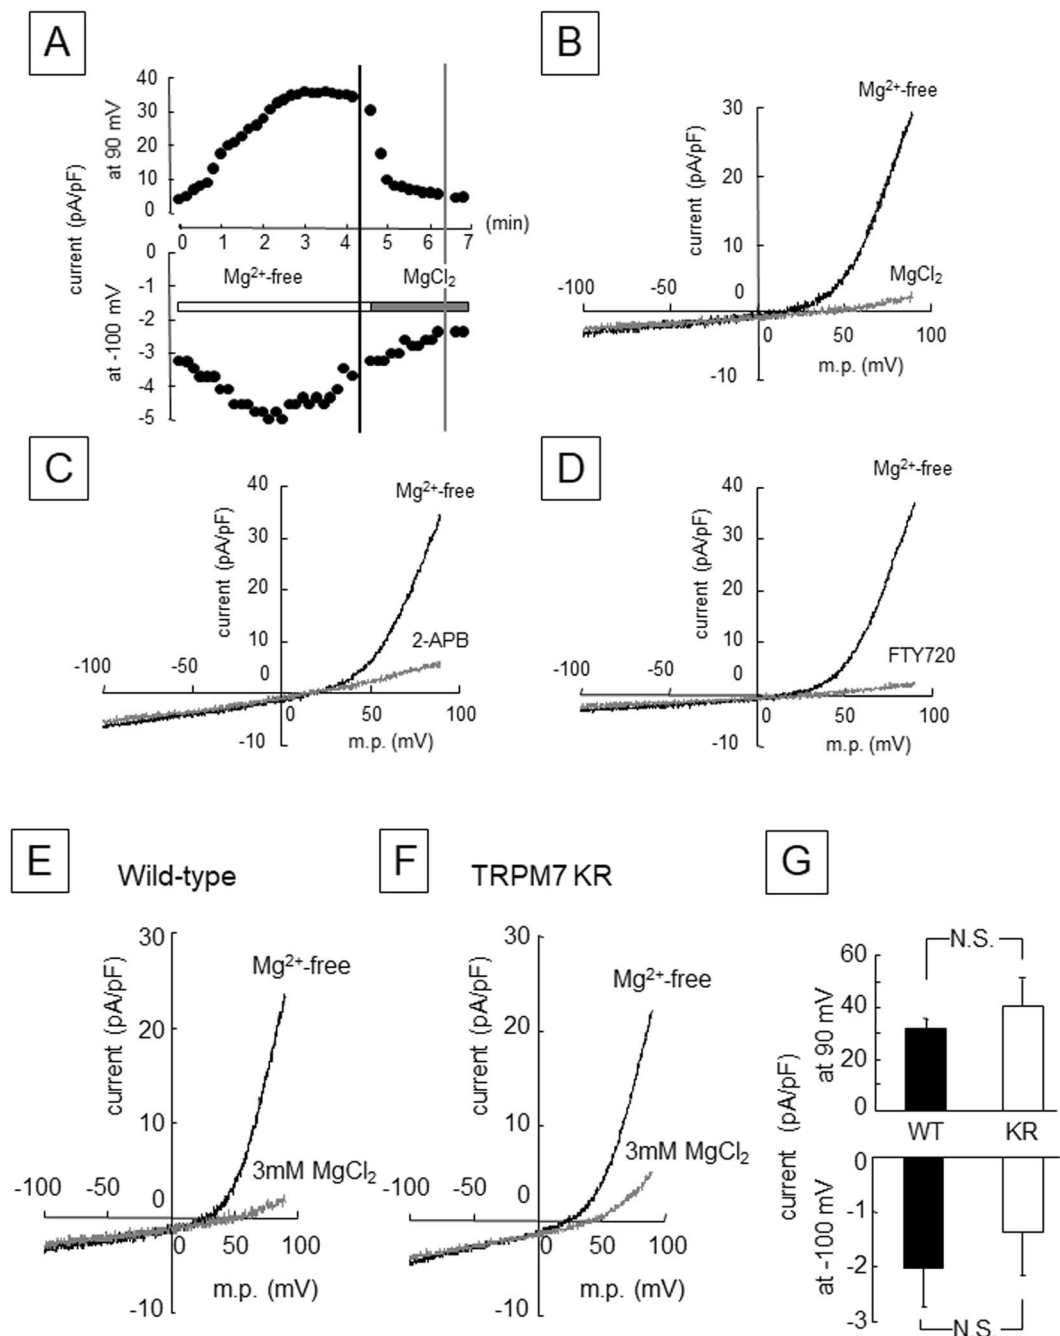 A
current (pA/pF)
at 90 mV
40
30
20
10
0
0 1 2 3 4 5 6 7
(min)
at -100 mV
0
-1
-2
-3
-4
-5
Mg²⁺-free
MgCl₂
B
current (pA/pF)
30
20
10
0
-10
-100 -50 0 50 100
m.p. (mV)
Mg²⁺-free
MgCl₂
C
current (pA/pF)
40
30
20
10
0
-10
-100 -50 0 50 100
m.p. (mV)
Mg²⁺-free
2-APB
D
current (pA/pF)
40
30
20
10
0
-10
-100 -50 0 50 100
m.p. (mV)
Mg²⁺-free
FTY720
E
Wild-type
current (pA/pF)
30
20
10
0
-10
-100 -50 0 50 100
m.p. (mV)
Mg²⁺-free
3mM MgCl₂
F
TRPM7 KR
current (pA/pF)
30
20
10
0
-10
-100 -50 0 50 100
m.p. (mV)
Mg²⁺-free
3mM MgCl₂
G
current (pA/pF)
at 90 mV
60
40
20
0
N.S.
WT KR
at -100 mV
0
-1
-2
-3
N.S.